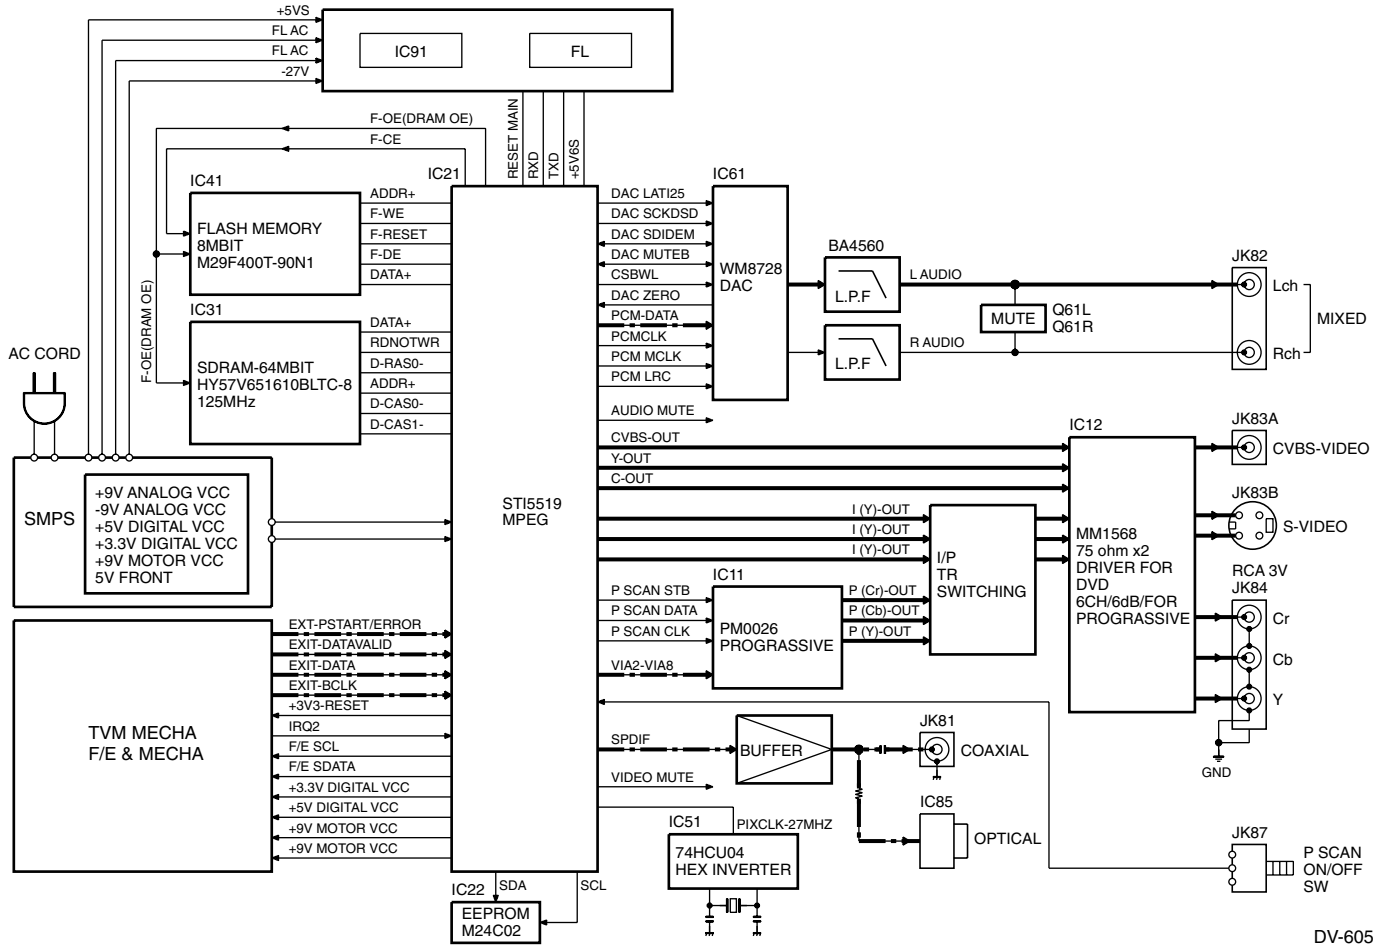 +5VS
FL AC
FL AC
-27V
IC91
FL
F-OE(DRAM OE)
F-CE
RESET MAIN
RXD
TXD
+5V6S
IC21
IC41
FLASH MEMORY
8MBIT
M29F400T-90N1
ADDR+
F-WE
F-RESET
F-DE
DATA+
IC31
SDRAM-64MBIT
HY57V651610BLTC-8
125MHz
DATA+
RDNOTWR
D-RAS0-
ADDR+
D-CAS0-
D-CAS1-
F-OE(DRAM OE)
AC CORD
SMPS
+9V ANALOG VCC
-9V ANALOG VCC
+5V DIGITAL VCC
+3.3V DIGITAL VCC
+9V MOTOR VCC
5V FRONT
TVM MECHA
F/E & MECHA
EXT-PSTART/ERROR
EXIT-DATAVALID
EXIT-DATA
EXIT-BCLK
+3V3-RESET
IRQ2
F/E SCL
F/E SDATA
+3.3V DIGITAL VCC
+5V DIGITAL VCC
+9V MOTOR VCC
+9V MOTOR VCC
STI5519
MPEG
SDA
SCL
IC22
EEPROM
M24C02
DAC LATI25
DAC SCKDSD
DAC SDIDEM
DAC MUTEB
CSBWL
DAC ZERO
PCM-DATA
PCMCLK
PCM MCLK
PCM LRC
AUDIO MUTE
CVBS-OUT
Y-OUT
C-OUT
IC61
WM8728
DAC
BA4560
L.P.F
L.P.F
L AUDIO
R AUDIO
MUTE
Q61L
Q61R
JK82
Lch
Rch
MIXED
I (Y)-OUT
I (Y)-OUT
I (Y)-OUT
I/P
TR
SWITCHING
P SCAN STB
P SCAN DATA
P SCAN CLK
VIA2-VIA8
IC11
PM0026
PROGRASSIVE
P (Cr)-OUT
P (Cb)-OUT
P (Y)-OUT
IC12
MM1568
75 ohm x2
DRIVER FOR
DVD
6CH/6dB/FOR
PROGRASSIVE
JK83A
CVBS-VIDEO
JK83B
S-VIDEO
RCA 3V
JK84
Cr
Cb
Y
GND
SPDIF
BUFFER
JK81
COAXIAL
VIDEO MUTE
IC85
OPTICAL
IC51
PIXCLK-27MHZ
74HCU04
HEX INVERTER
JK87
P SCAN
ON/OFF
SW
DV-605